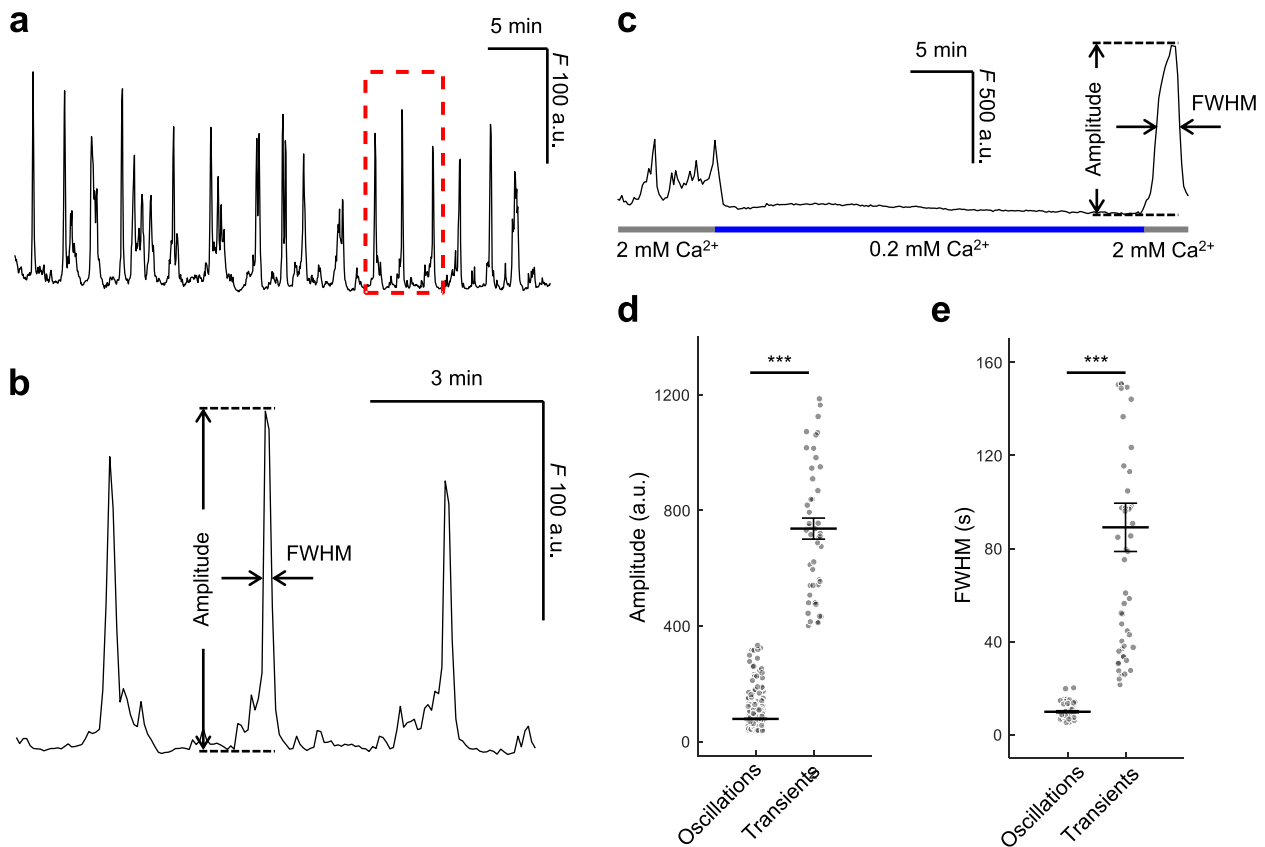 a
5 min
F 100 a.u.
b
3 min
F 100 a.u.
Amplitude
FWHM
c
5 min
F 500 a.u.
Amplitude
FWHM
2 mM Ca²⁺
0.2 mM Ca²⁺
2 mM Ca²⁺
d
***
1200
800
400
0
Amplitude (a.u.)
Oscillations
Transients
e
***
160
120
80
40
0
FWHM (s)
Oscillations
Transients